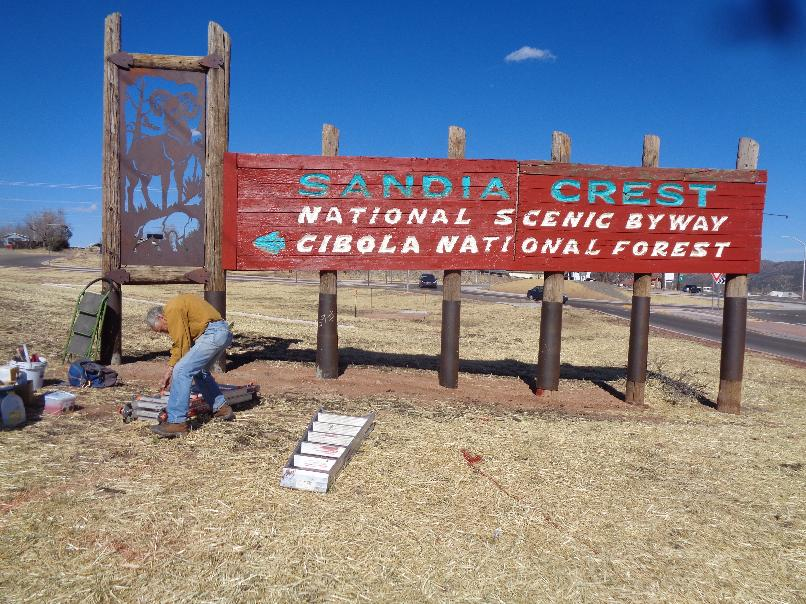 SANDIA CREST
NATIONAL SCENIC BYWAY
CIBOLA NATIONAL FOREST